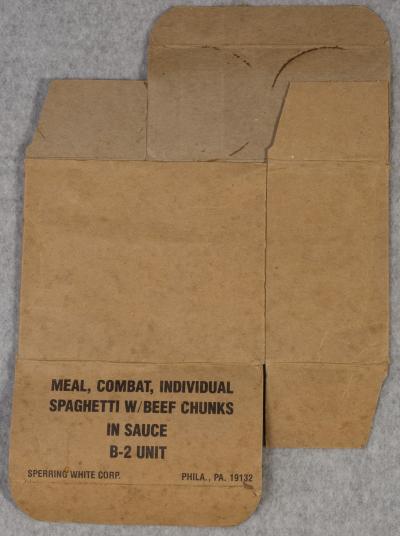 MEAL, COMBAT, INDIVIDUAL
SPAGHETTI W/BEEF CHUNKS
IN SAUCE
B-2 UNIT
SPERRING WHITE CORP. PHILA., PA. 19132